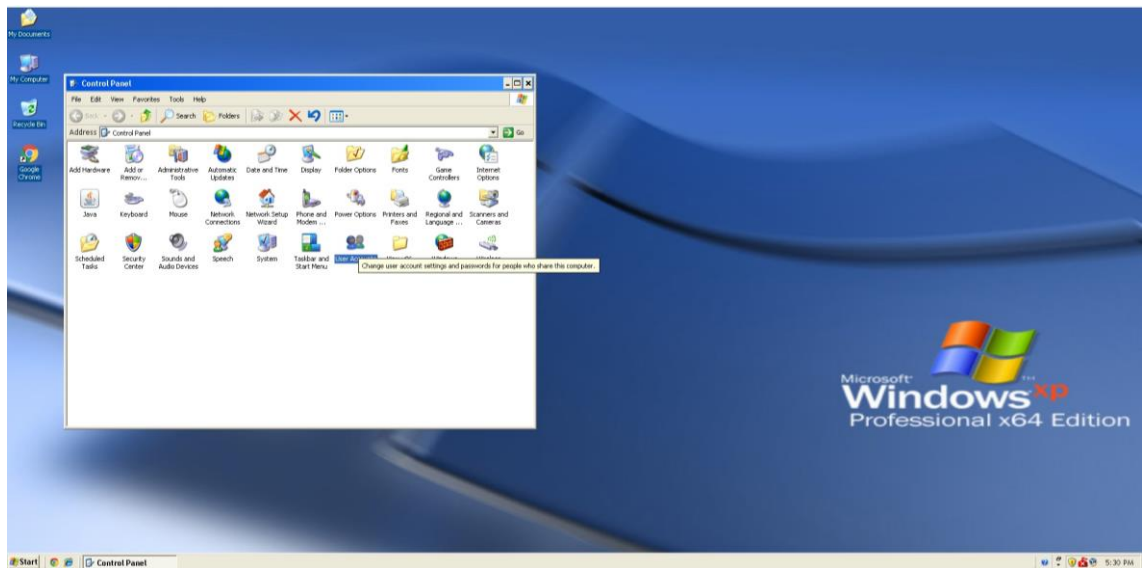 My Documents
My Computer
Recycle Bin
Google
Chrome
Control Panel
File Edit View Favorites Tools Help
Back Search Folders
Address Control Panel Go
Add Hardware Add or Administrative Automatic Date and Time Display Folder Options Fonts Game Internet
Remov... Tools Updates Controllers Options
Java Keyboard Mouse Network Network Setup Phone and Power Options Printers and Regional and Scanners and
Connections Wizard Modem ... Faxes Language ... Cameras
Scheduled Security Sounds and Speech System Taskbar and User Accounts
Tasks Center Audio Devices Start Menu
Change user account settings and passwords for people who share this computer.
Microsoft
Windows xp
TM
Professional x64 Edition
Start Control Panel 5:30 PM